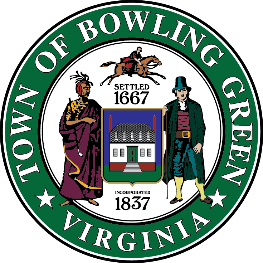 TOWN OF BOWLING GREEN
SETTLED
1667
INCORPORATED
1837
VIRGINIA